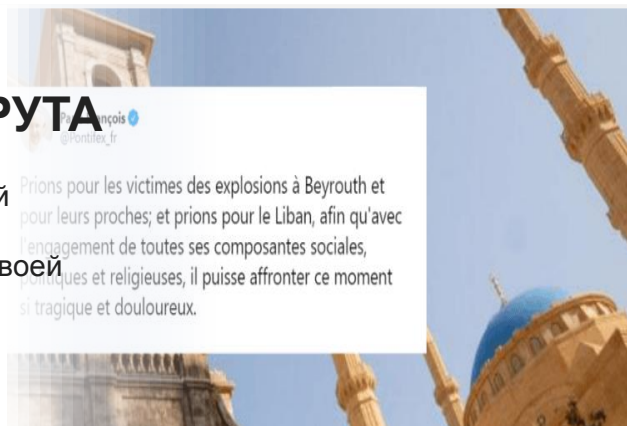 РУТА
Pape François
@Pontifex_fr
й
Prions pour les victimes des explosions à Beyrouth et
pour leurs proches; et prions pour le Liban, afin qu'avec
l'engagement de toutes ses composantes sociales,
воей
politiques et religieuses, il puisse affronter ce moment
si tragique et douloureux.